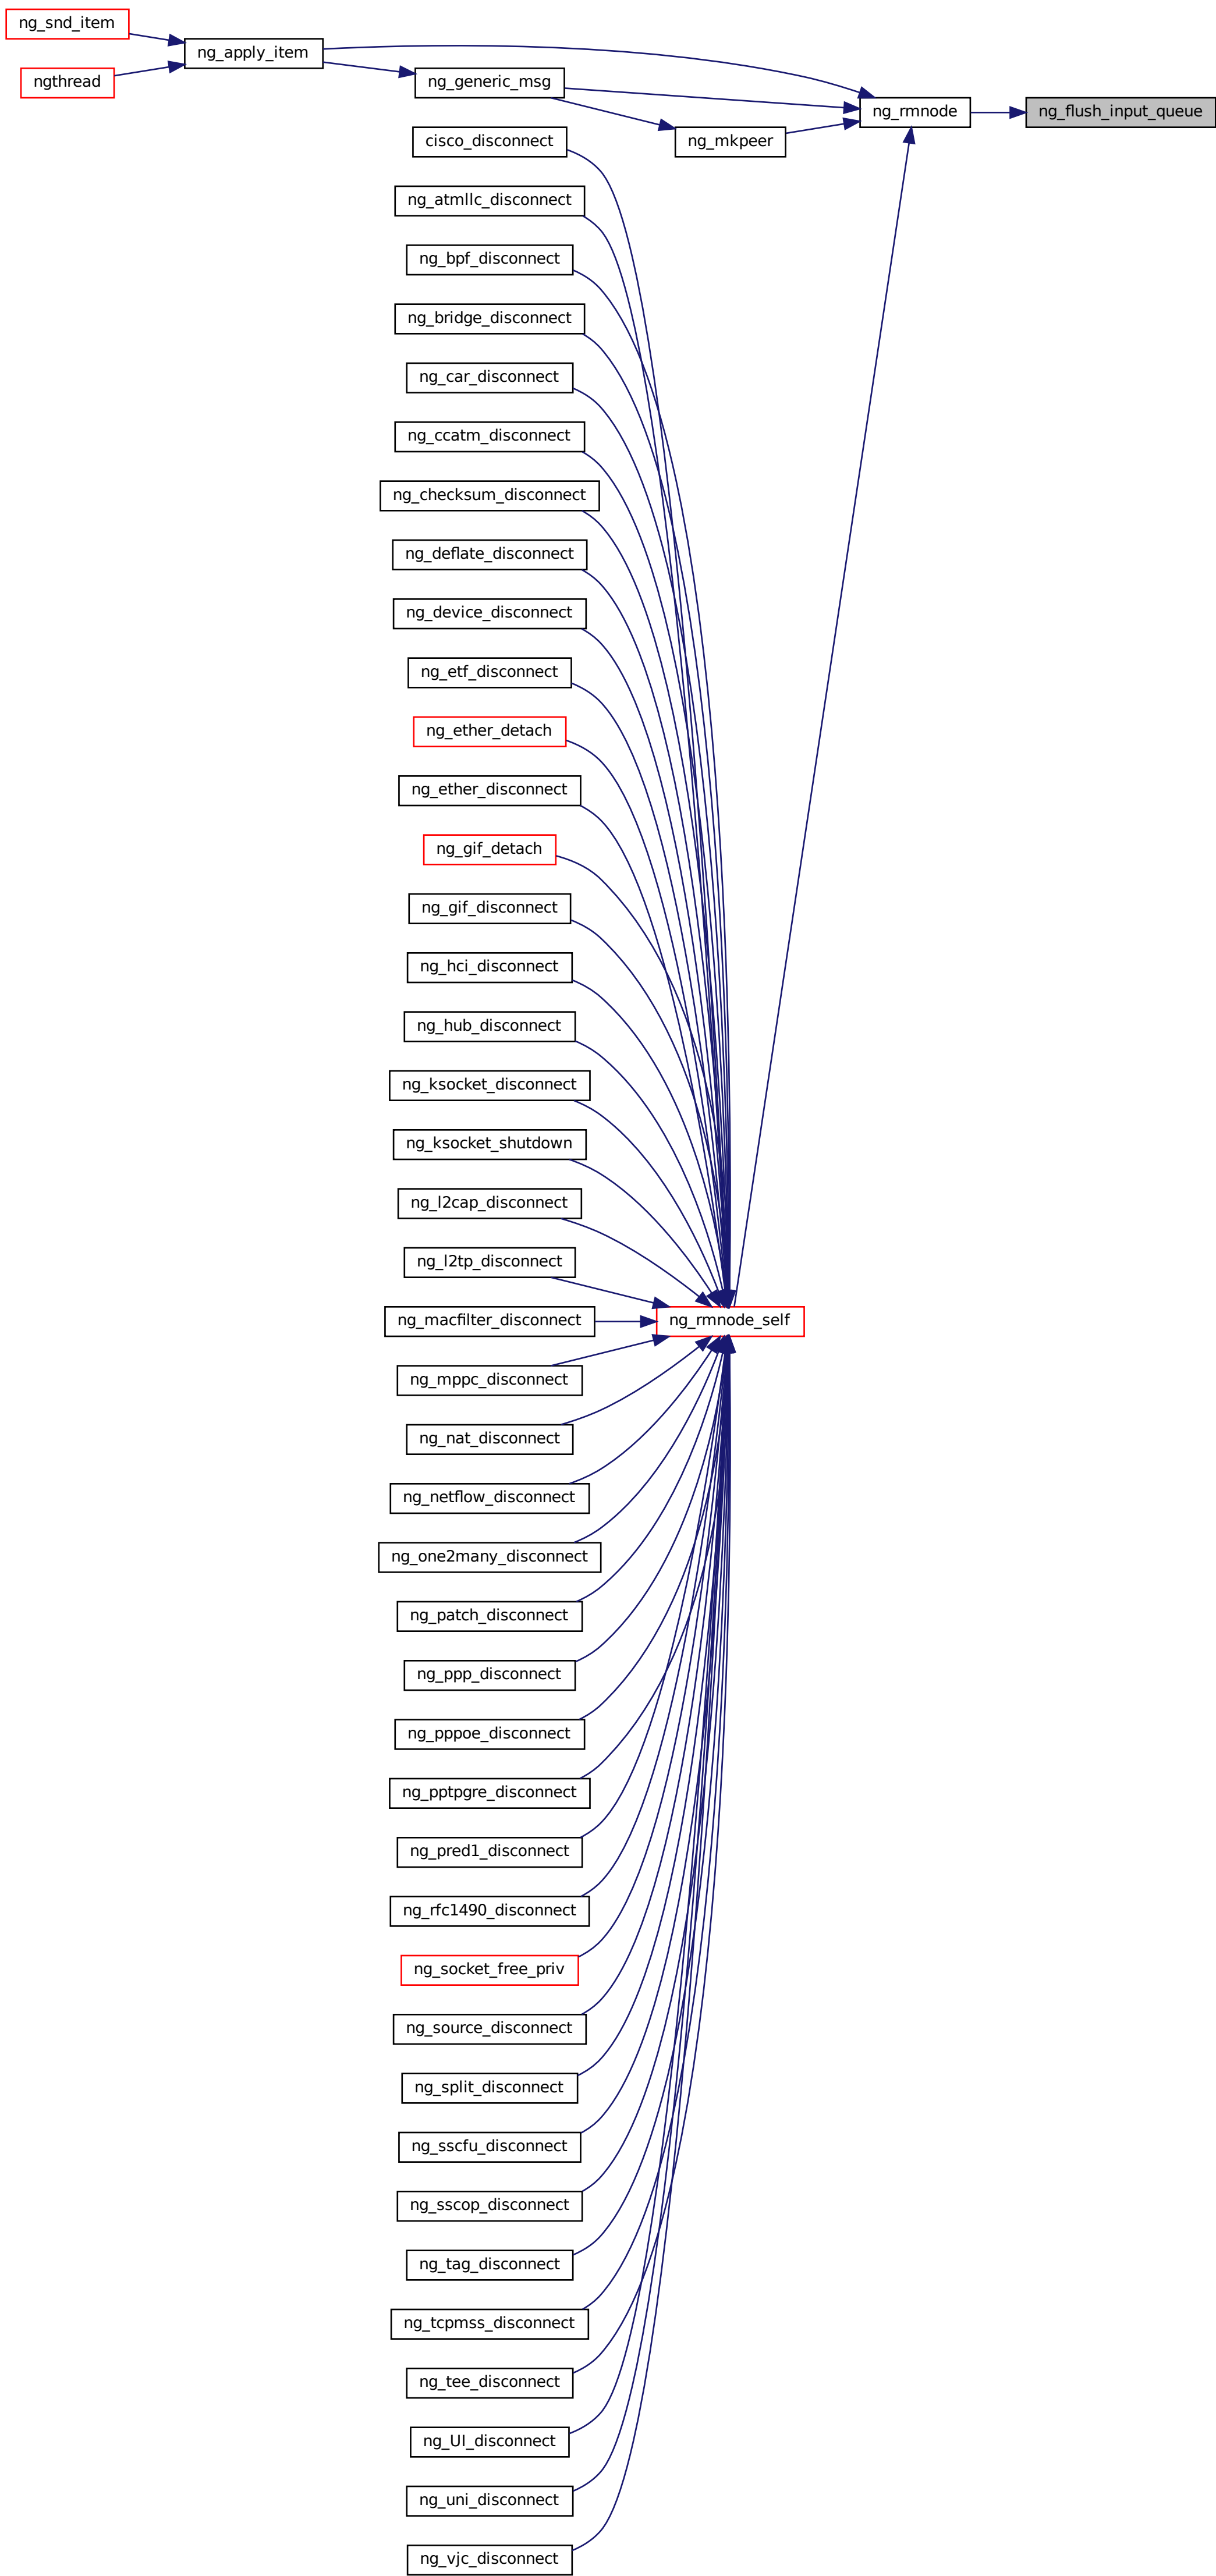 ng_snd_item
ng_apply_item
ngthread
ng_generic_msg
ng_rmnode
ng_flush_input_queue
ng_mkpeer
cisco_disconnect
ng_atmllc_disconnect
ng_bpf_disconnect
ng_bridge_disconnect
ng_car_disconnect
ng_ccatm_disconnect
ng_checksum_disconnect
ng_deflate_disconnect
ng_device_disconnect
ng_etf_disconnect
ng_ether_detach
ng_ether_disconnect
ng_gif_detach
ng_gif_disconnect
ng_hci_disconnect
ng_hub_disconnect
ng_ksocket_disconnect
ng_ksocket_shutdown
ng_l2cap_disconnect
ng_l2tp_disconnect
ng_macfilter_disconnect
ng_rmnode_self
ng_mppc_disconnect
ng_nat_disconnect
ng_netflow_disconnect
ng_one2many_disconnect
ng_patch_disconnect
ng_ppp_disconnect
ng_pppoe_disconnect
ng_pptpgre_disconnect
ng_pred1_disconnect
ng_rfc1490_disconnect
ng_socket_free_priv
ng_source_disconnect
ng_split_disconnect
ng_sscfu_disconnect
ng_sscop_disconnect
ng_tag_disconnect
ng_tcpmss_disconnect
ng_tee_disconnect
ng_UI_disconnect
ng_uni_disconnect
ng_vjc_disconnect